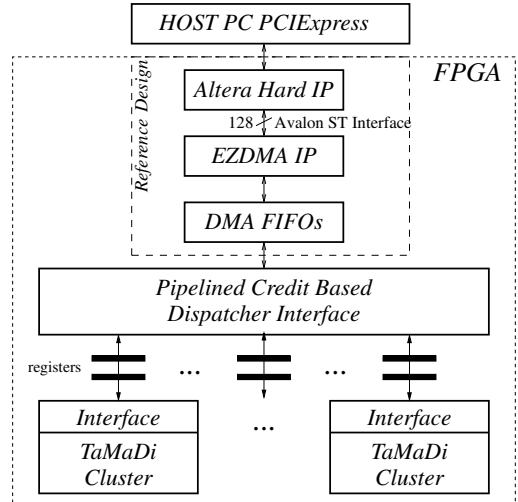 HOST PC PCIExpress
FPGA
Reference Design
Altera Hard IP
128 Avalon ST Interface
EZDMA IP
DMA FIFOs
Pipelined Credit Based
Dispatcher Interface
registers
... ...
Interface ... Interface
TaMaDi TaMaDi
Cluster Cluster